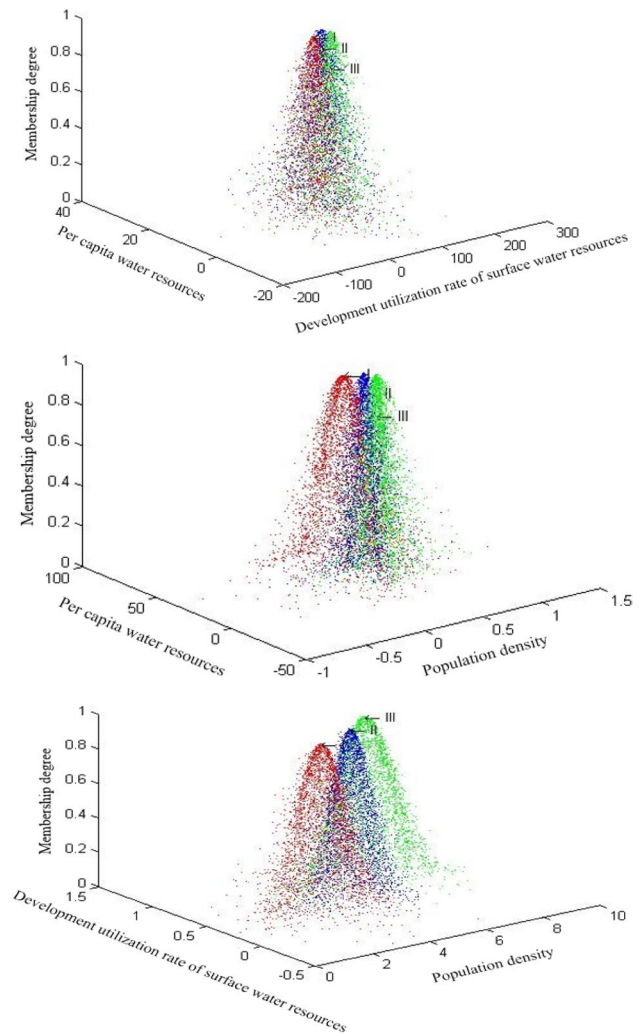 1
0.8
0.6
0.4
0.2
0
Membership degree
I
II
III
40
20
0
-20
Per capita water resources
-200
-100
0
100
200
300
Development utilization rate of surface water resources
1
0.8
0.6
0.4
0.2
0
Membership degree
I
II
III
100
50
0
-50
Per capita water resources
-1
-0.5
0
0.5
1
1.5
Population density
1
0.8
0.6
0.4
0.2
0
Membership degree
I
II
III
1.5
1
0.5
0
-0.5
Development utilization rate of surface water resources
0
2
4
6
8
10
Population density